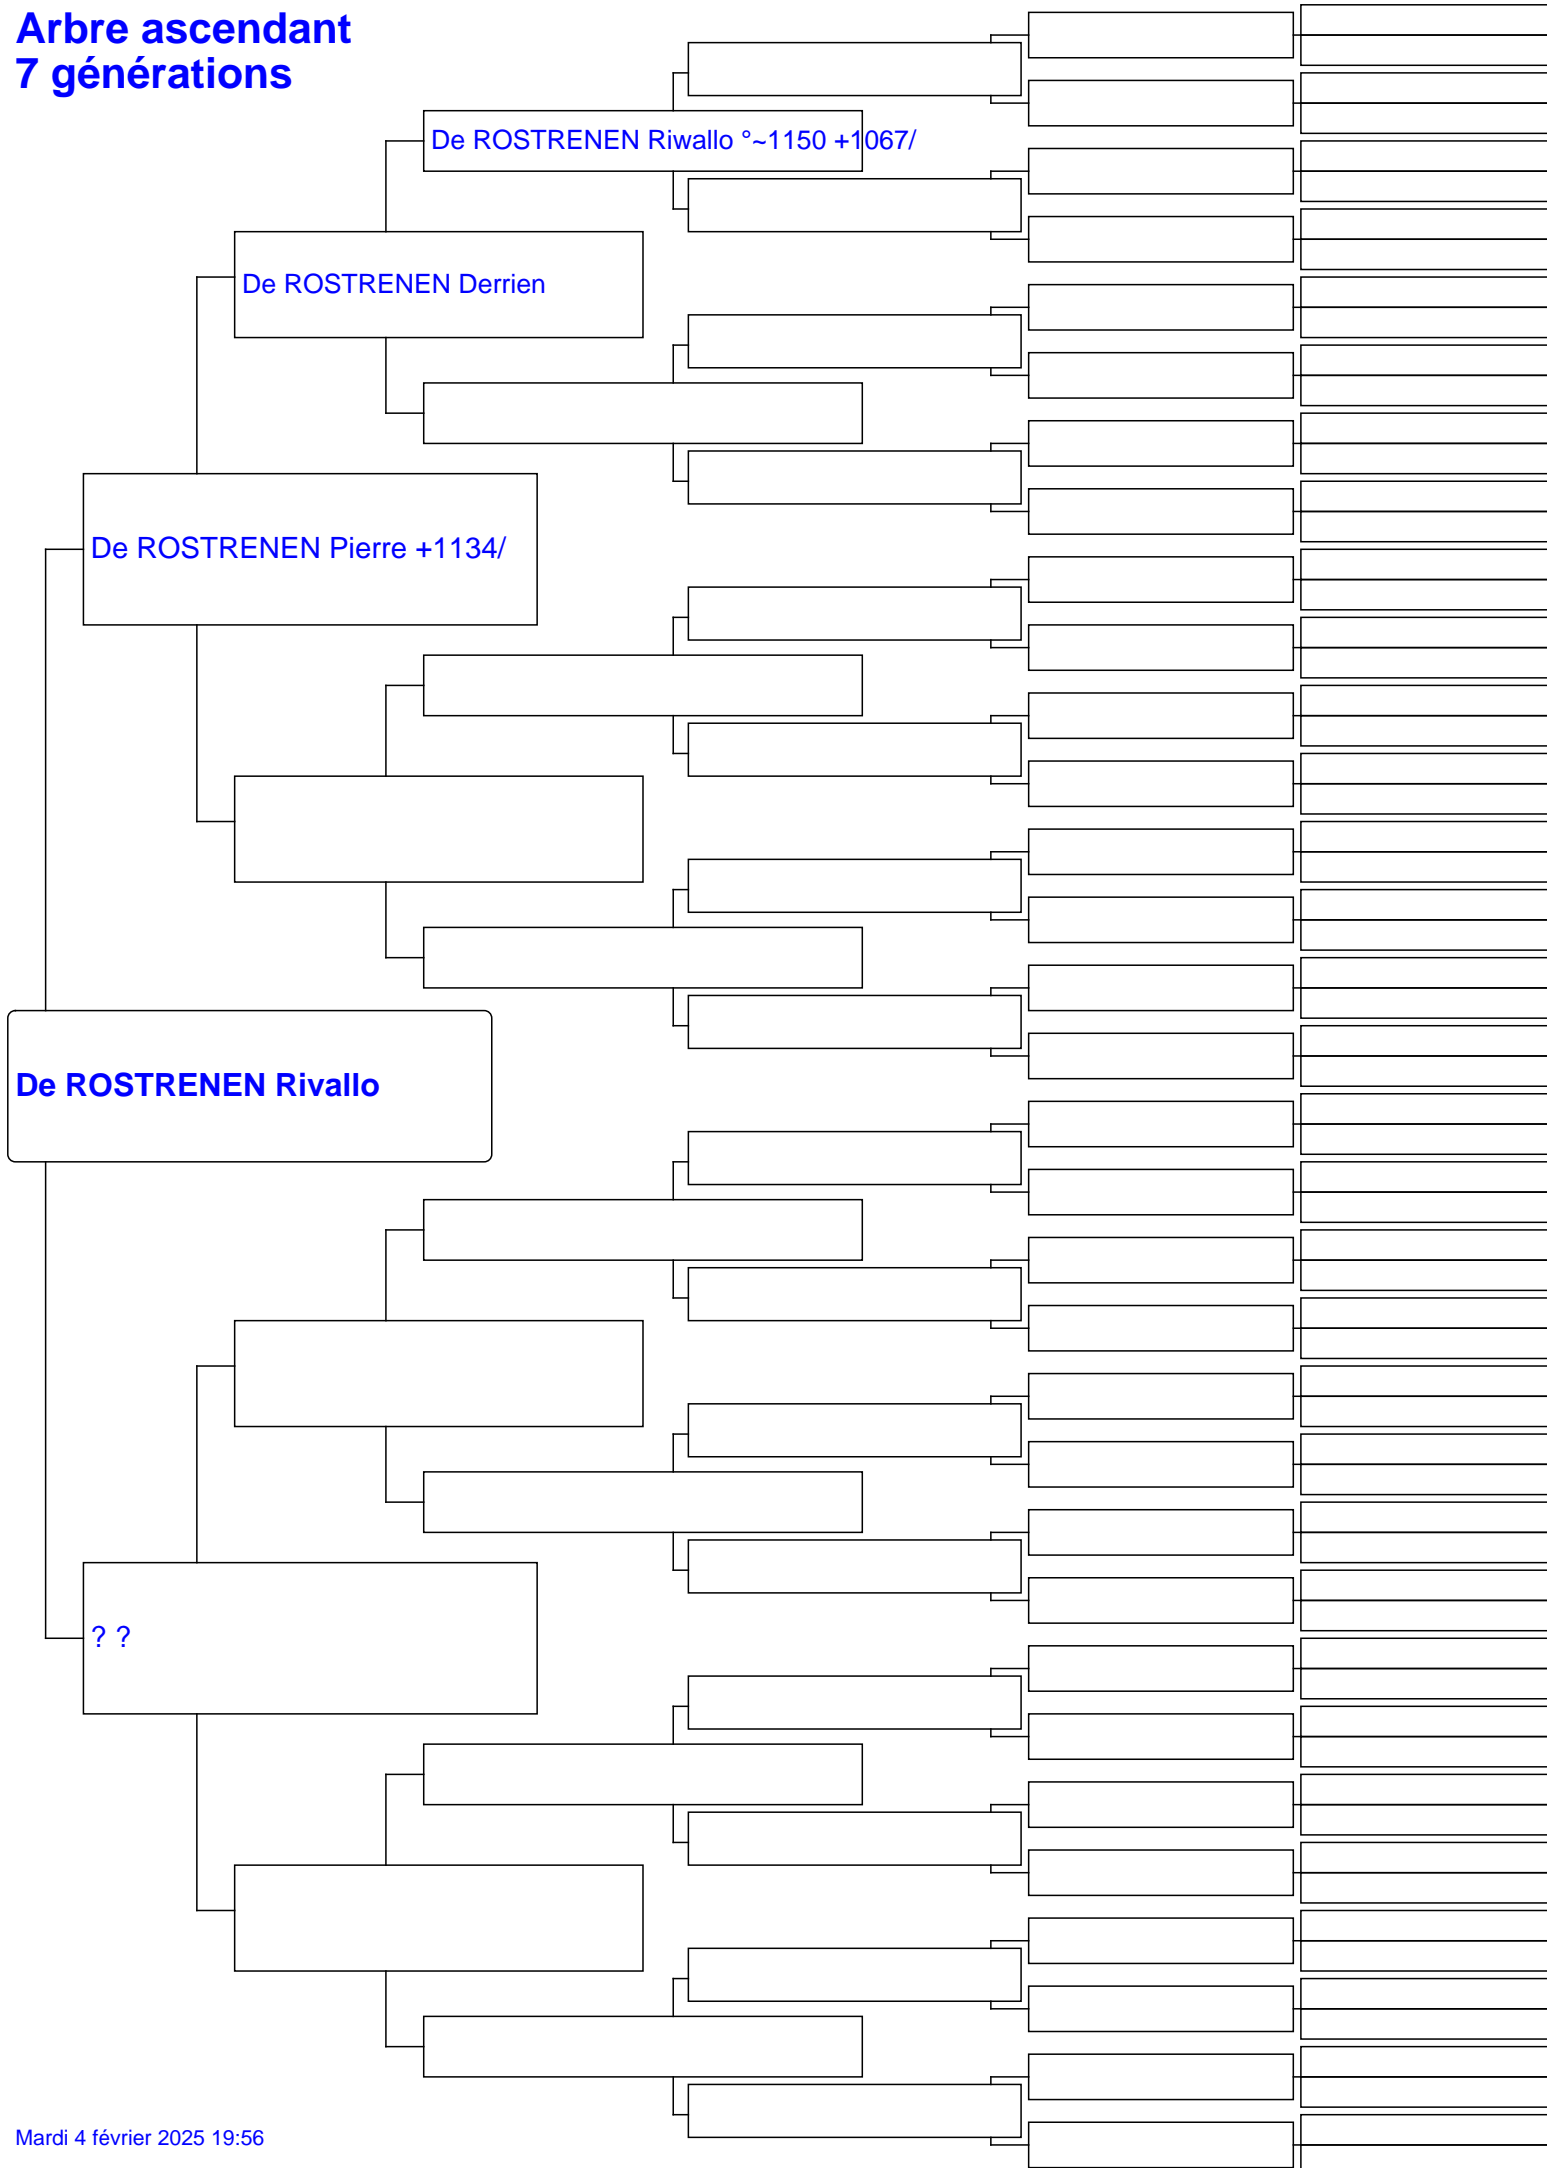 Arbre ascendant
7 générations
De ROSTRENEN Riwallo °~1150 +1067/
De ROSTRENEN Derrien
De ROSTRENEN Pierre +1134/
De ROSTRENEN Rivallo
? ?
Mardi 4 février 2025 19:56